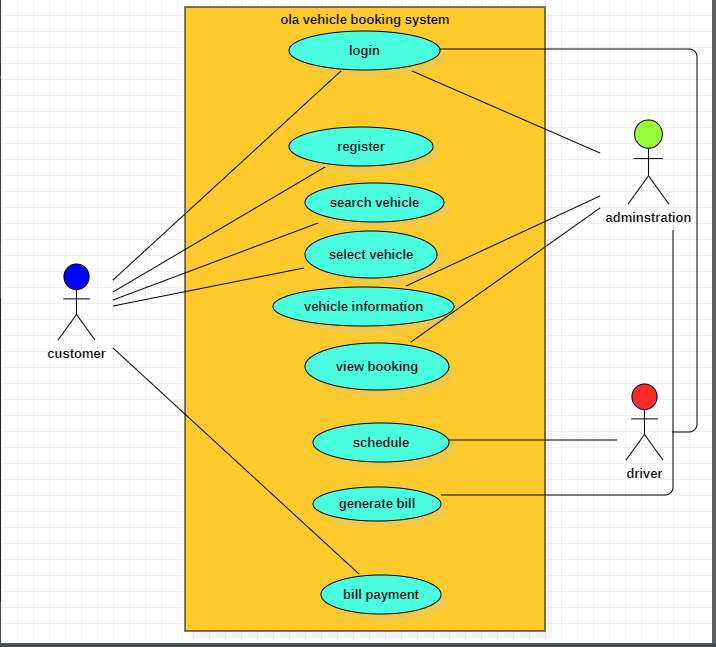 ola vehicle booking system
login
register
search vehicle
select vehicle
vehicle information
view booking
schedule
generate bill
bill payment
customer
adminstration
driver